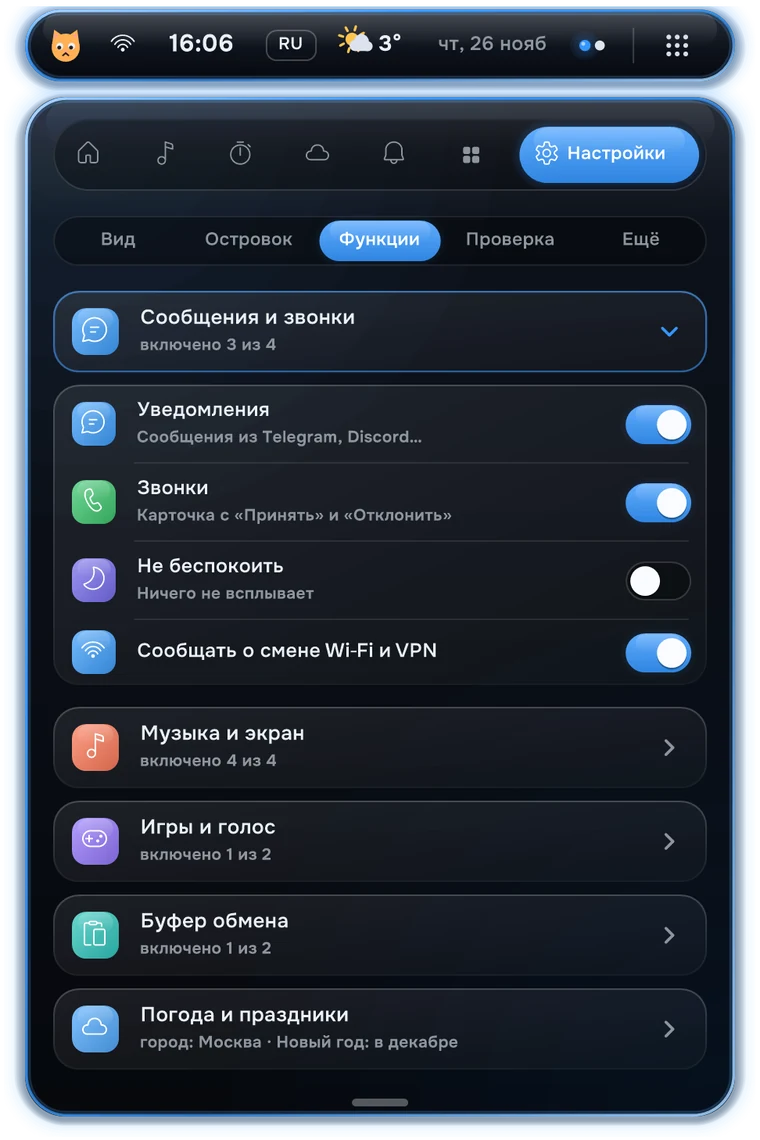 16:06 RU 3° чт, 26 нояб
Настройки
Вид Островок Функции Проверка Ещё
Сообщения и звонки
включено 3 из 4
Уведомления
Сообщения из Telegram, Discord...
Звонки
Карточка с «Принять» и «Отклонить»
Не беспокоить
Ничего не всплывает
Сообщать о смене Wi-Fi и VPN
Музыка и экран
включено 4 из 4
Игры и голос
включено 1 из 2
Буфер обмена
включено 1 из 2
Погода и праздники
город: Москва · Новый год: в декабре